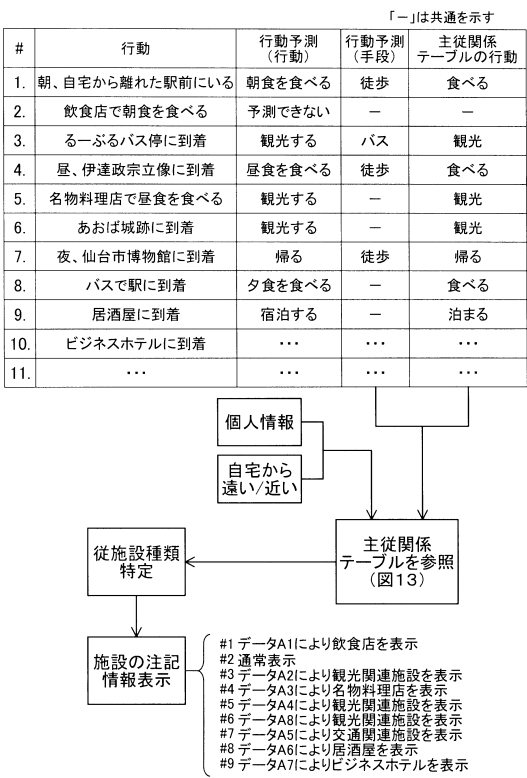 「－」は共通を示す
# 行動 行動予測（行動） 行動予測（手段） 主従関係テーブルの行動
1. 朝、自宅から離れた駅前にいる 朝食を食べる 徒歩 食べる
2. 飲食店で朝食を食べる 予測できない － －
3. るーぷるバス停に到着 観光する バス 観光
4. 昼、伊達政宗立像に到着 昼食を食べる 徒歩 食べる
5. 名物料理店で昼食を食べる 観光する － 観光
6. あおば城跡に到着 観光する － 観光
7. 夜、仙台市博物館に到着 帰る 徒歩 帰る
8. バスで駅に到着 夕食を食べる － 食べる
9. 居酒屋に到着 宿泊する － 泊まる
10. ビジネスホテルに到着 ・・・ ・・・ ・・・
11. ・・・ ・・・ ・・・ ・・・
個人情報
自宅から
遠い/近い
主従関係
テーブルを参照
（図１３）
従施設種類
特定
施設の注記
情報表示
#1 データA1により飲食店を表示
#2 通常表示
#3 データA2により観光関連施設を表示
#4 データA3により名物料理店を表示
#5 データA4により観光関連施設を表示
#6 データA8により観光関連施設を表示
#7 データA5により交通関連施設を表示
#8 データA6により居酒屋を表示
#9 データA7によりビジネスホテルを表示